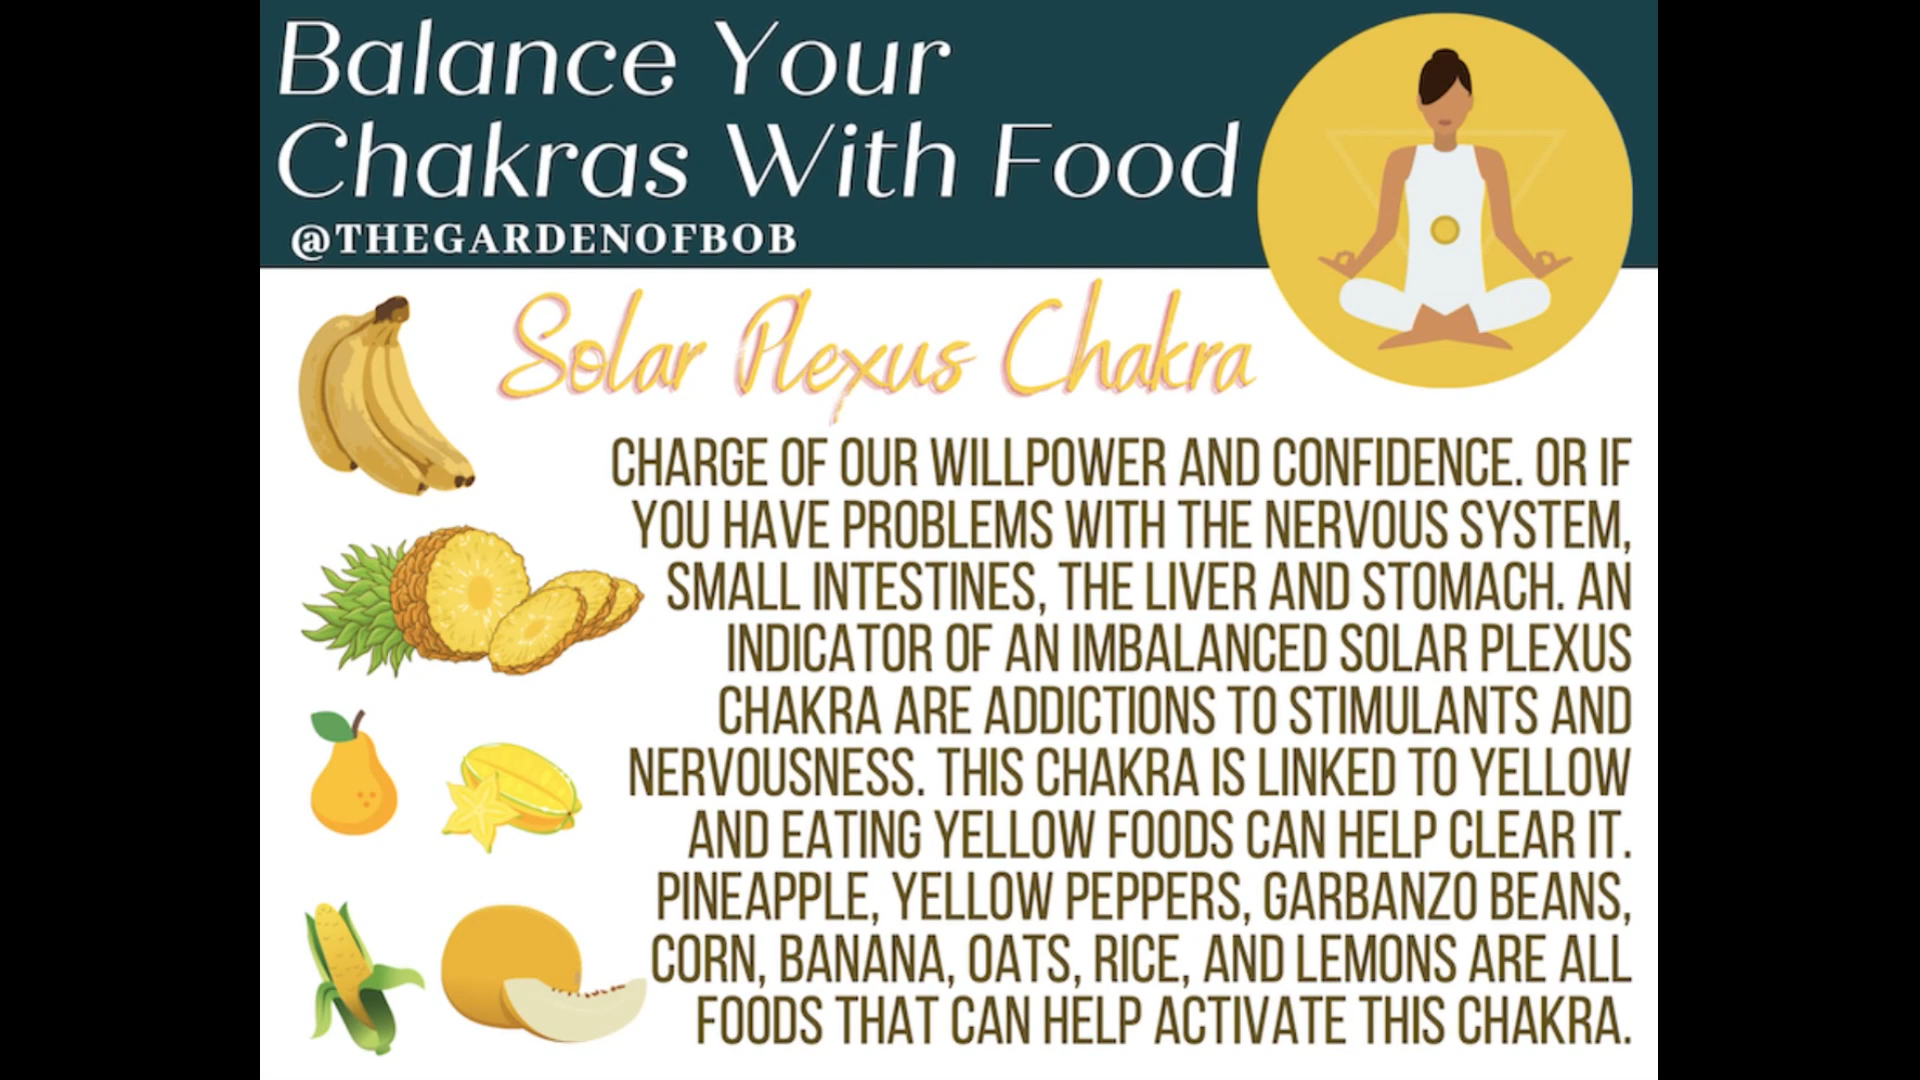 Balance Your
Chakras With Food
@THEGARDENOFBOB
Solar Plexus Chakra
CHARGE OF OUR WILLPOWER AND CONFIDENCE. OR IF
YOU HAVE PROBLEMS WITH THE NERVOUS SYSTEM,
SMALL INTESTINES, THE LIVER AND STOMACH. AN
INDICATOR OF AN IMBALANCED SOLAR PLEXUS
CHAKRA ARE ADDICTIONS TO STIMULANTS AND
NERVOUSNESS. THIS CHAKRA IS LINKED TO YELLOW
AND EATING YELLOW FOODS CAN HELP CLEAR IT.
PINEAPPLE, YELLOW PEPPERS, GARBANZO BEANS,
CORN, BANANA, OATS, RICE, AND LEMONS ARE ALL
FOODS THAT CAN HELP ACTIVATE THIS CHAKRA.